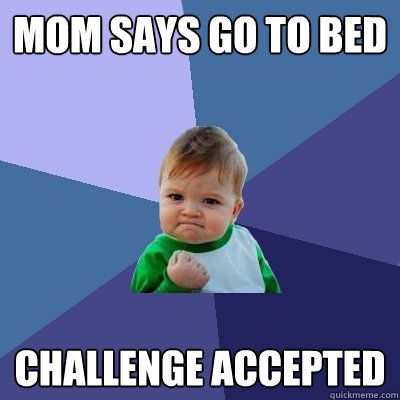 MOM SAYS GO TO BED
CHALLENGE ACCEPTED
quickmeme.com